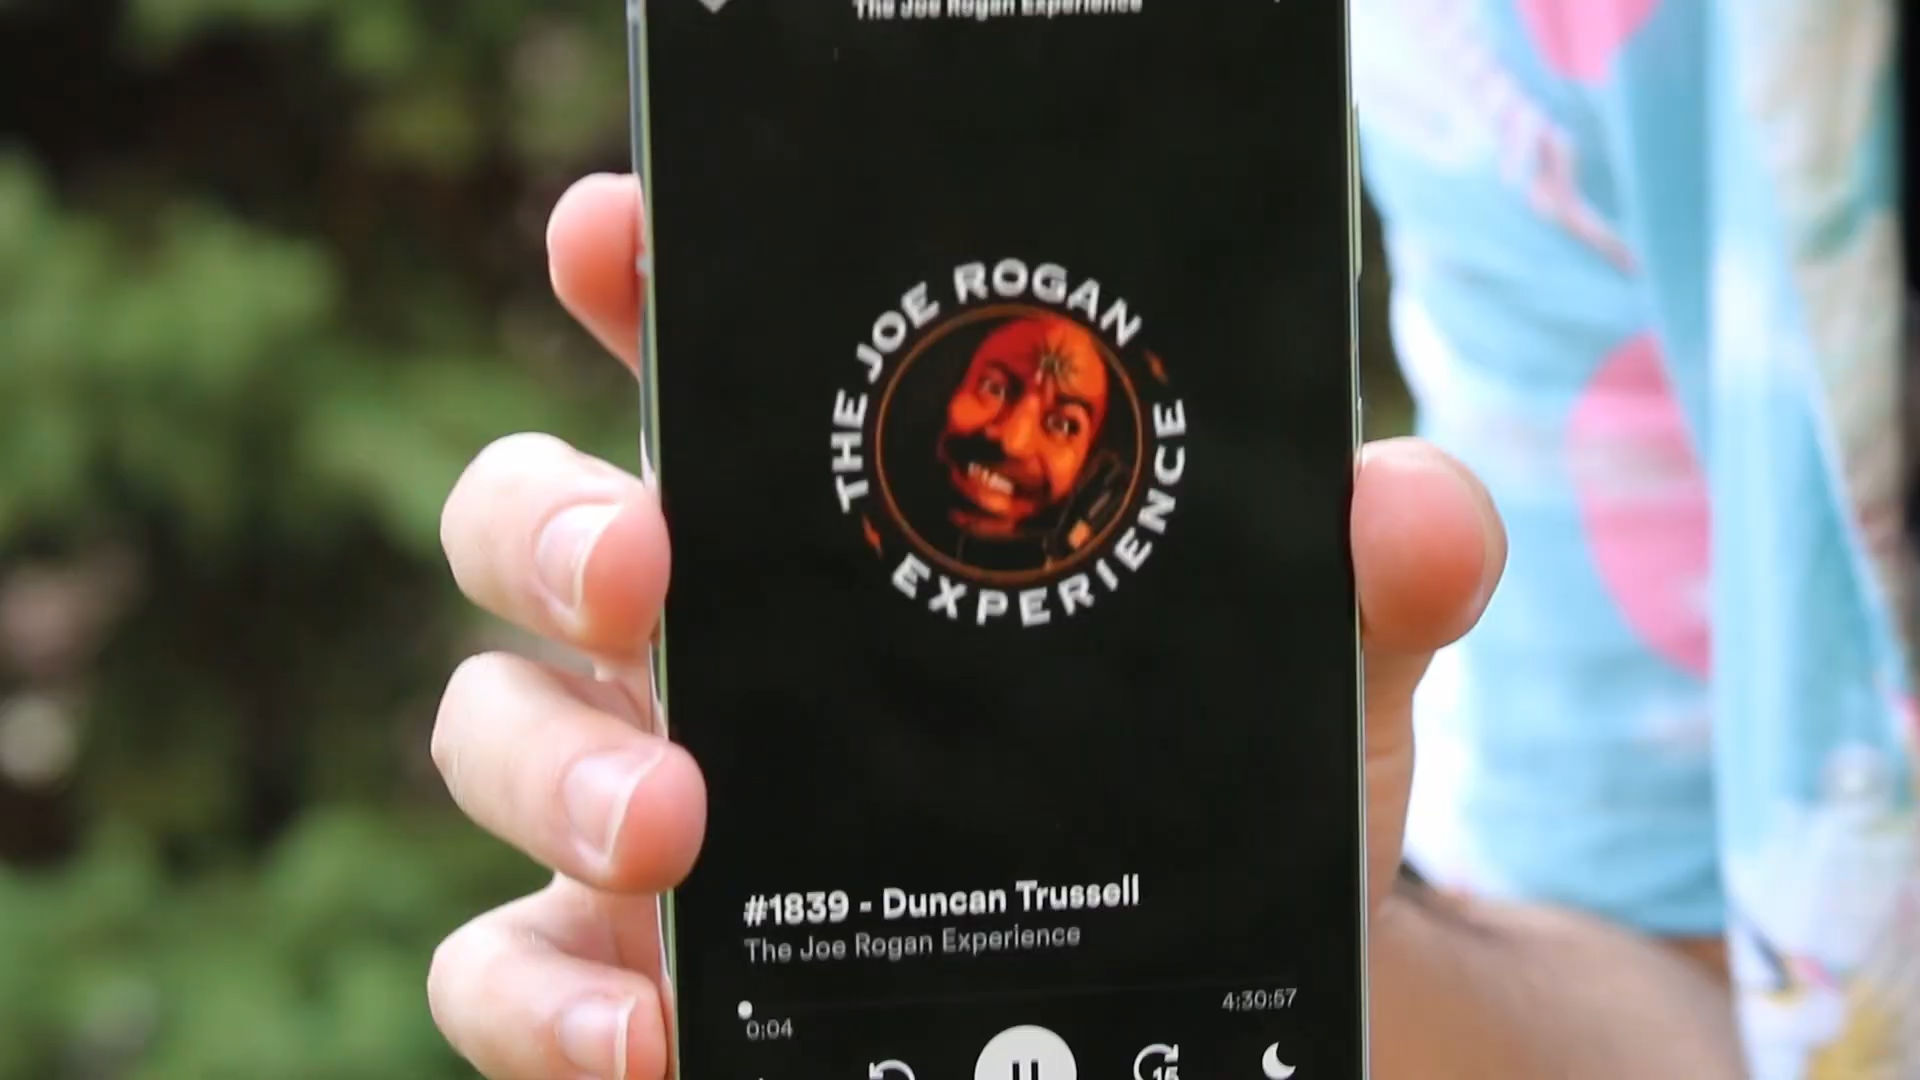 The Joe Rogan Experience
THE JOE ROGAN
EXPERIENCE
#1839 - Duncan Trussell
The Joe Rogan Experience
0:04
4:30:57
15